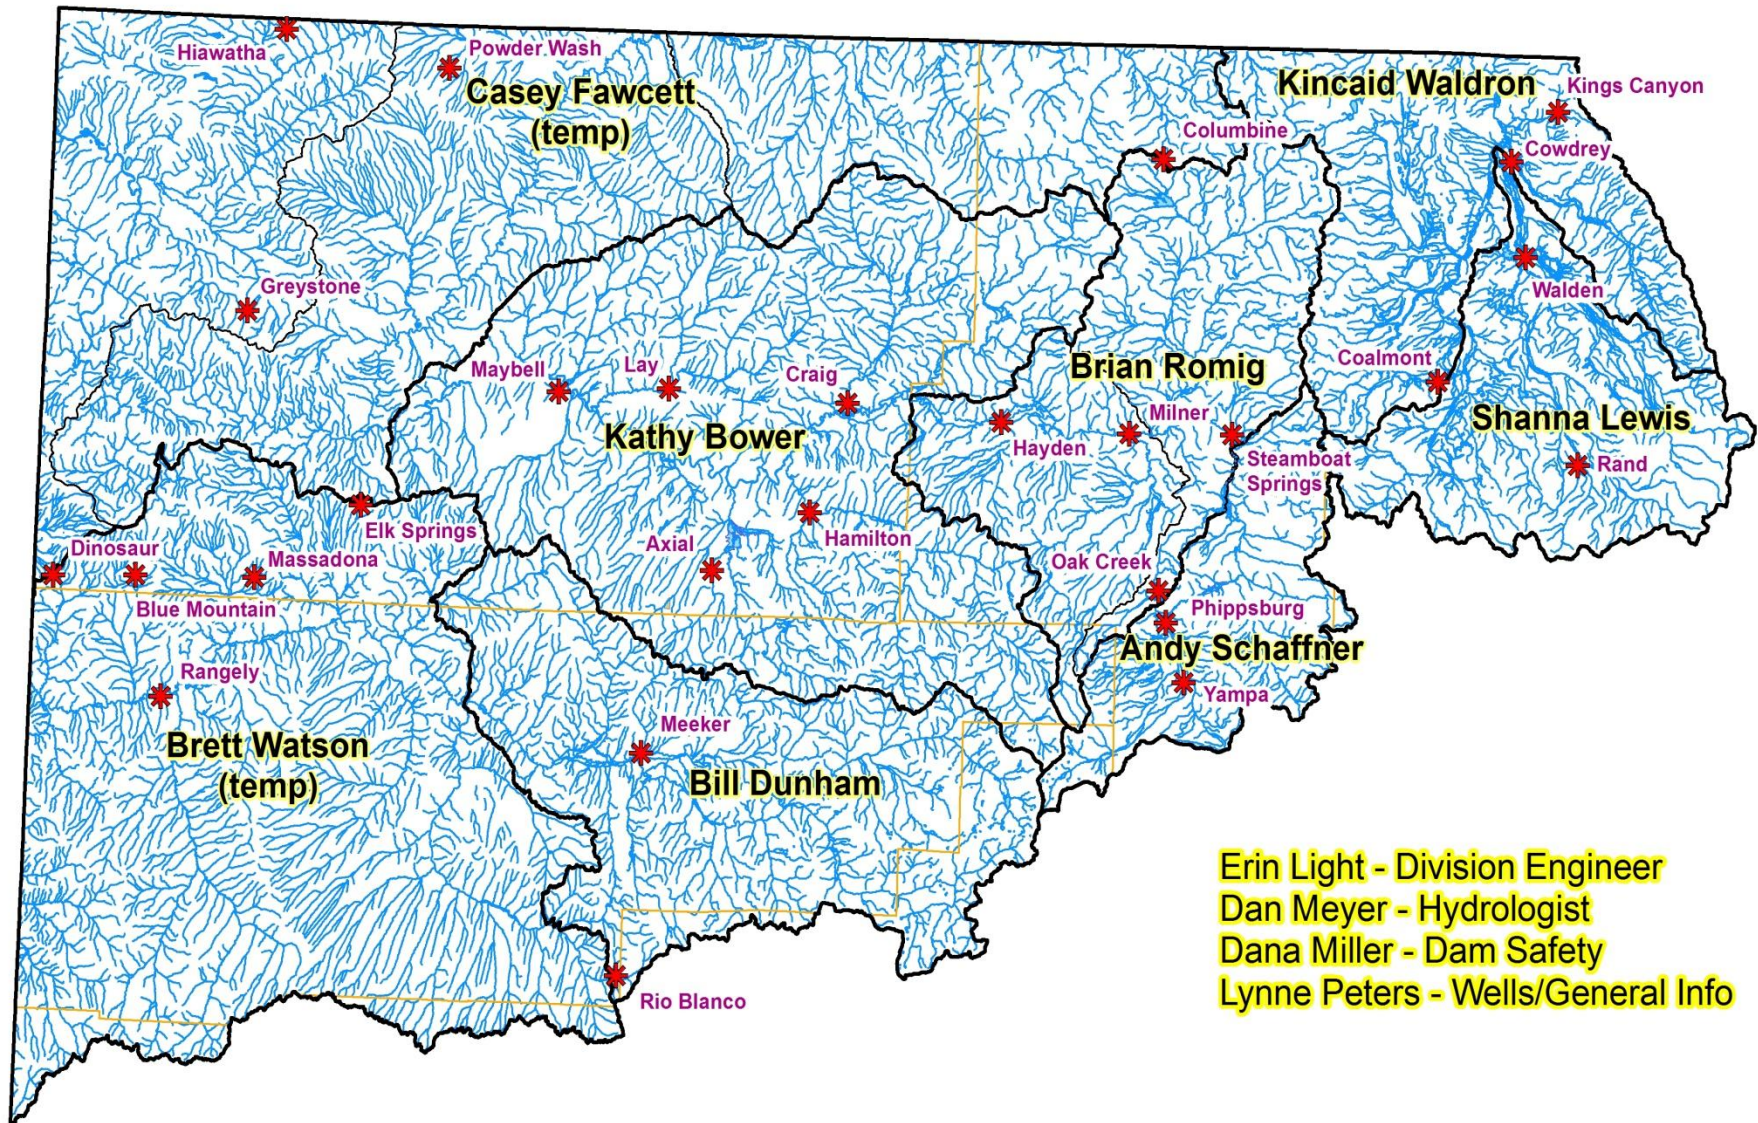 Hiawatha
Powder Wash
Casey Fawcett
(temp)
Kincaid Waldron
Kings Canyon
Columbine
Cowdrey
Greystone
Walden
Maybell
Lay
Craig
Brian Romig
Coalmont
Kathy Bower
Milner
Shanna Lewis
Hayden
Steamboat
Springs
Rand
Elk Springs
Hamilton
Dinosaur
Massadona
Axial
Oak Creek
Blue Mountain
Phippsburg
Andy Schaffner
Rangely
Yampa
Meeker
Brett Watson
(temp)
Bill Dunham
Rio Blanco
Erin Light - Division Engineer
Dan Meyer - Hydrologist
Dana Miller - Dam Safety
Lynne Peters - Wells/General Info